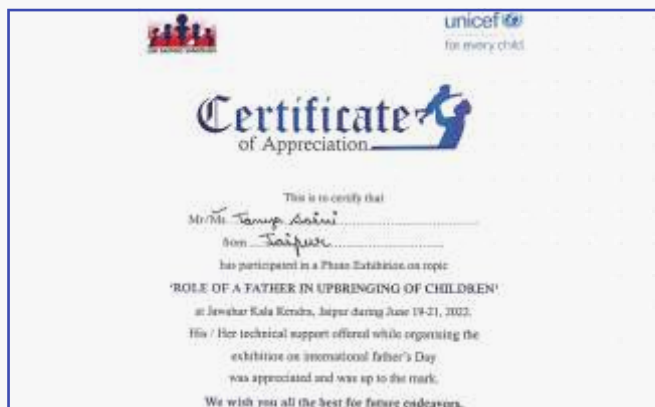 unicef
for every child
Certificate
of Appreciation
This is to certify that
Mr/Ms Tanya Saini
from Jaipur
has participated in a Photo Exhibition on topic
'ROLE OF A FATHER IN UPBRINGING OF CHILDREN'
at Jawahar Kala Kendra, Jaipur during June 19-21, 2022.
His / Her technical support offered while organising the
exhibition on international father's Day
was appreciated and was up to the mark.
We wish you all the best for future endeavors.